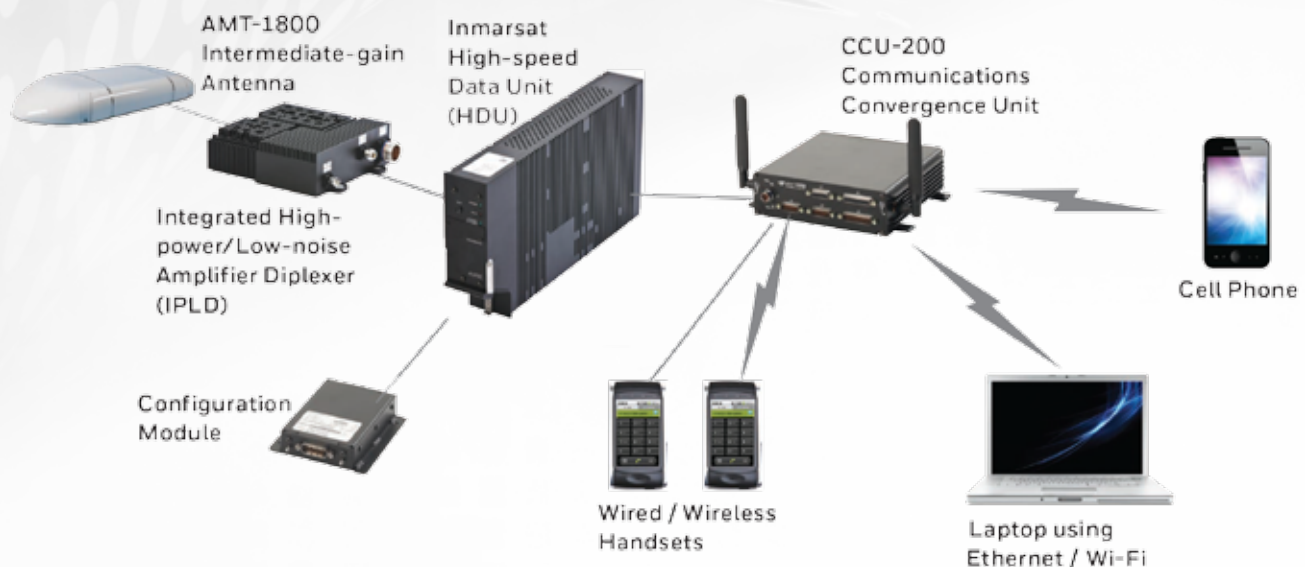 AMT-1800
Intermediate-gain
Antenna
Inmarsat
High-speed
Data Unit
(HDU)
CCU-200
Communications
Convergence Unit
Integrated High-
power/Low-noise
Amplifier Diplexer
(IPLD)
Cell Phone
Configuration
Module
Wired / Wireless
Handsets
Laptop using
Ethernet / Wi-Fi